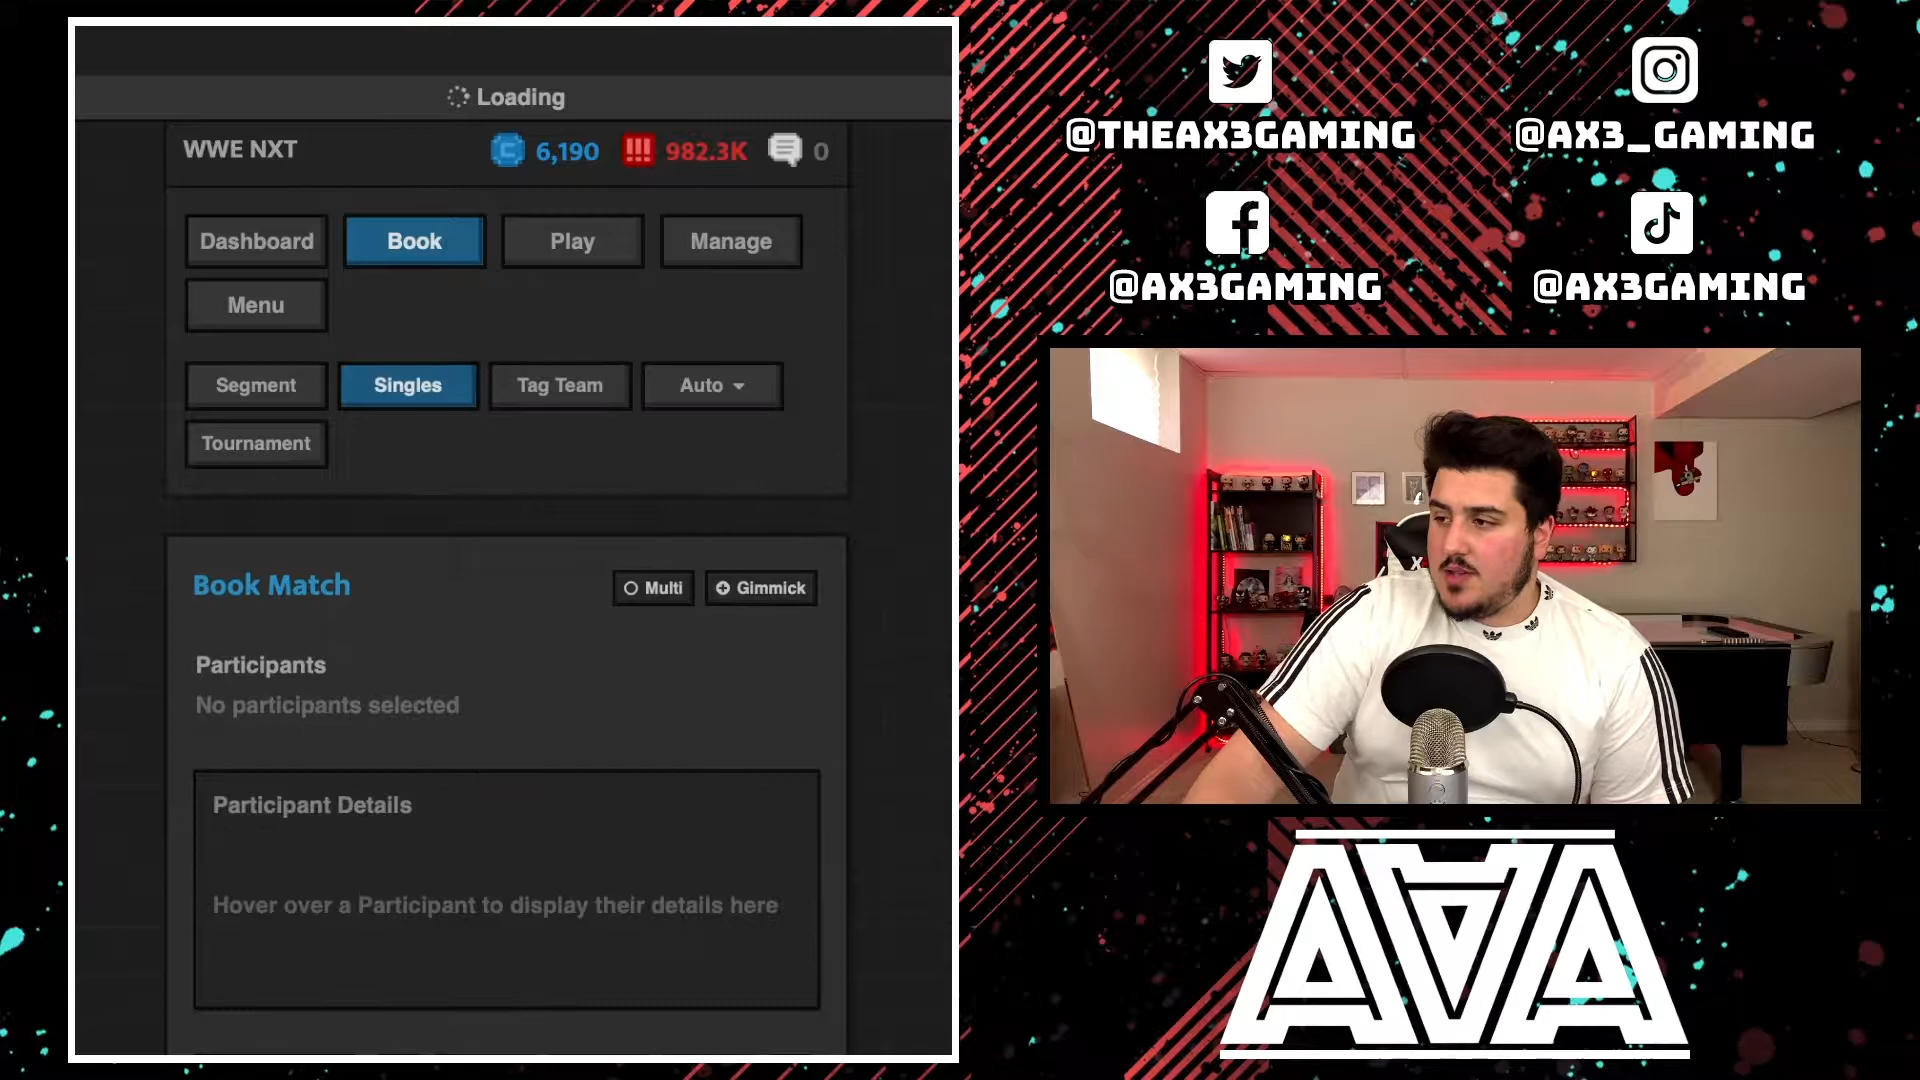 Loading
WWE NXT
6,190
982.3K
0
Dashboard
Book
Play
Manage
Menu
Segment
Singles
Tag Team
Auto
Tournament
Book Match
Multi
Gimmick
Participants
No participants selected
Participant Details
Hover over a Participant to display their details here
@THEAX3GAMING
@AX3_GAMING
@AX3GAMING
@AX3GAMING